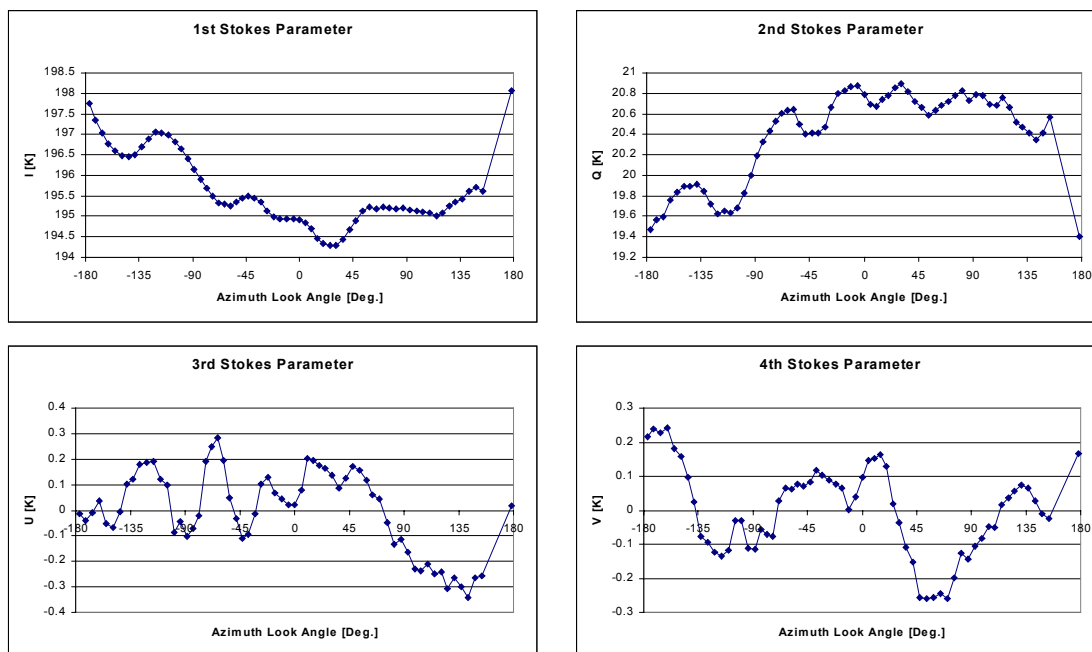 1st Stokes Parameter
I [K]
198.5
198
197.5
197
196.5
196
195.5
195
194.5
194
-180 -135 -90 -45 0 45 90 135 180
Azimuth Look Angle [Deg.]
2nd Stokes Parameter
Q [K]
21
20.8
20.6
20.4
20.2
20
19.8
19.6
19.4
19.2
-180 -135 -90 -45 0 45 90 135 180
Azimuth Look Angle [Deg.]
3rd Stokes Parameter
U [K]
0.4
0.3
0.2
0.1
0
-0.1
-0.2
-0.3
-0.4
-180 -135 -90 -45 0 45 90 135 180
Azimuth Look Angle [Deg.]
4th Stokes Parameter
V [K]
0.3
0.2
0.1
0
-0.1
-0.2
-0.3
-180 -135 -90 -45 0 45 90 135 180
Azimuth Look Angle [Deg.]